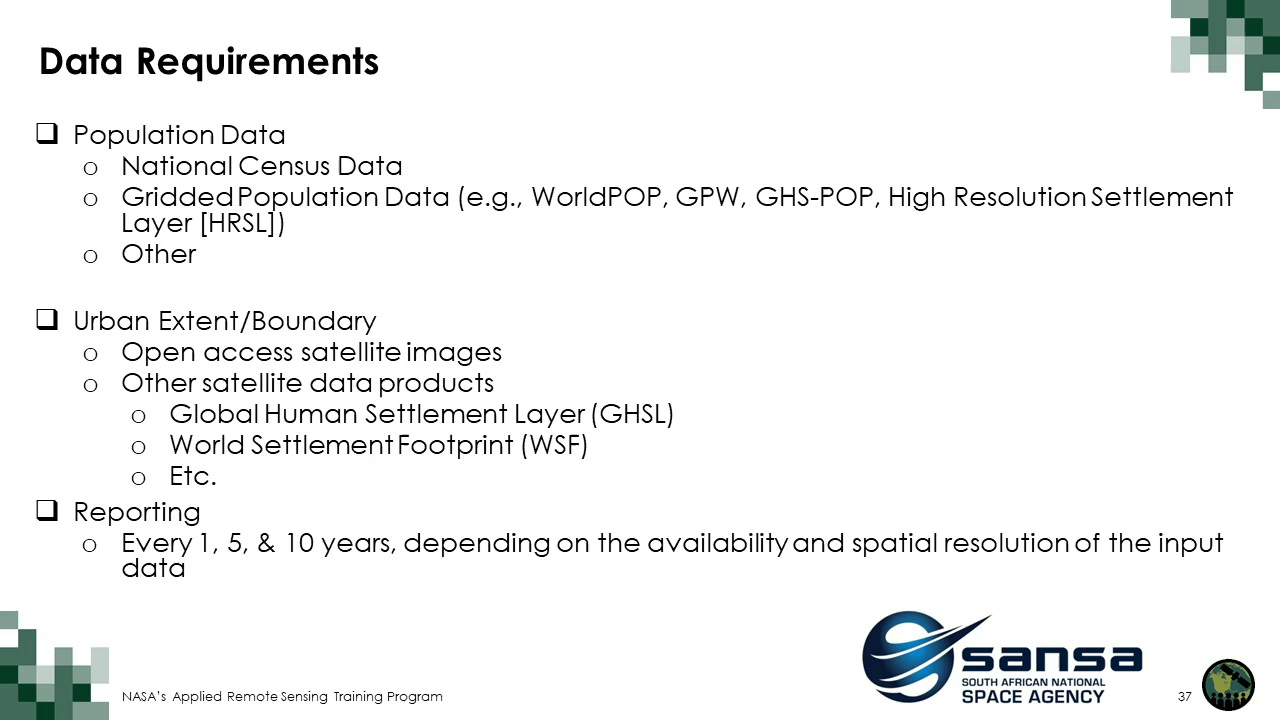 Data Requirements
❑ Population Data
o National Census Data
o Gridded Population Data (e.g., WorldPOP, GPW, GHS-POP, High Resolution Settlement
Layer [HRSL])
o Other
❑ Urban Extent/Boundary
o Open access satellite images
o Other satellite data products
o Global Human Settlement Layer (GHSL)
o World Settlement Footprint (WSF)
o Etc.
❑ Reporting
o Every 1, 5, & 10 years, depending on the availability and spatial resolution of the input
data
sansa
SOUTH AFRICAN NATIONAL
SPACE AGENCY
NASA's Applied Remote Sensing Training Program
37